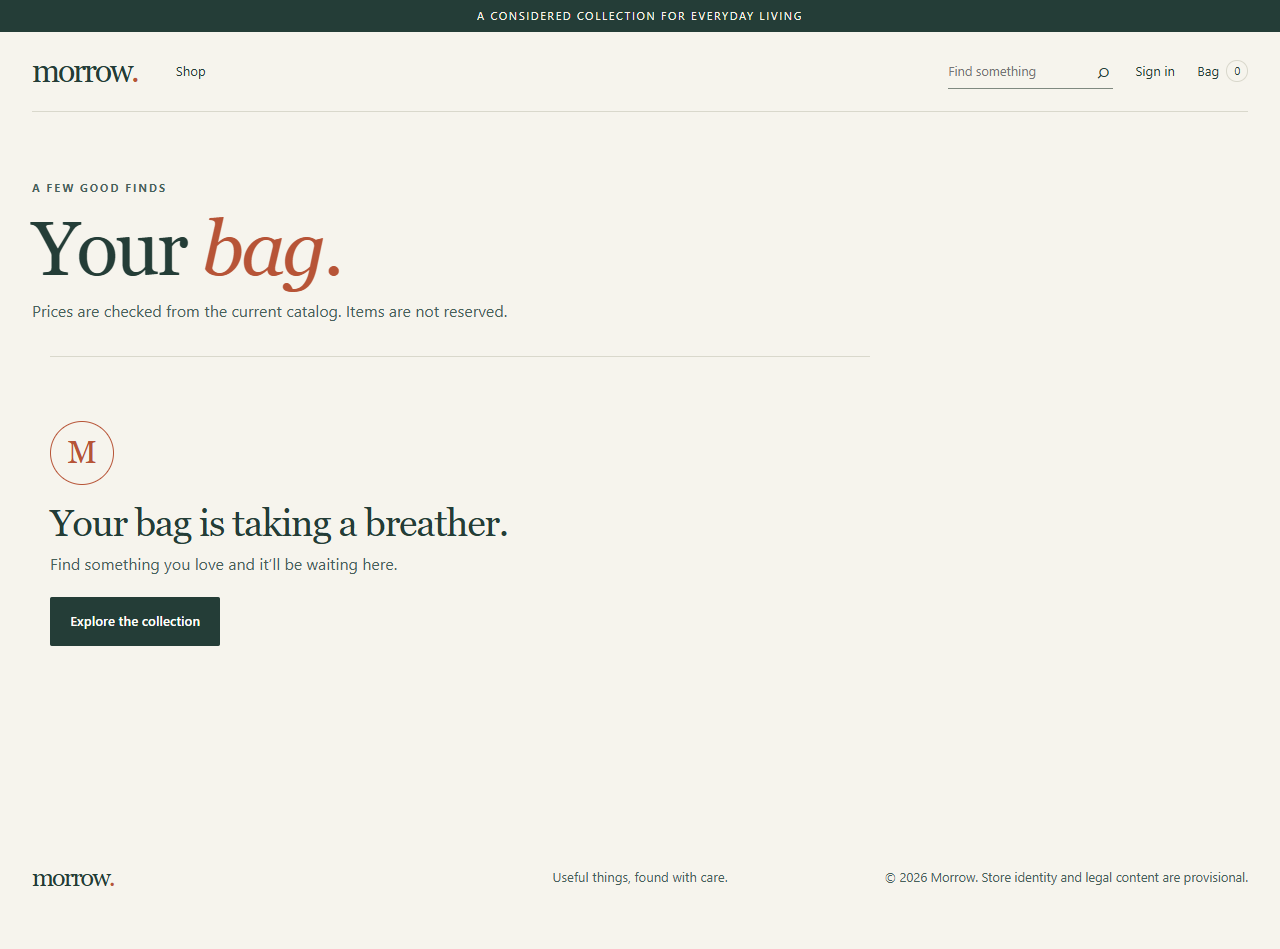 A CONSIDERED COLLECTION FOR EVERYDAY LIVING
morrow.
Shop
Find something
Sign in
Bag 0
A FEW GOOD FINDS
Your bag.
Prices are checked from the current catalog. Items are not reserved.
M
Your bag is taking a breather.
Find something you love and it’ll be waiting here.
Explore the collection
morrow.
Useful things, found with care.
© 2026 Morrow. Store identity and legal content are provisional.